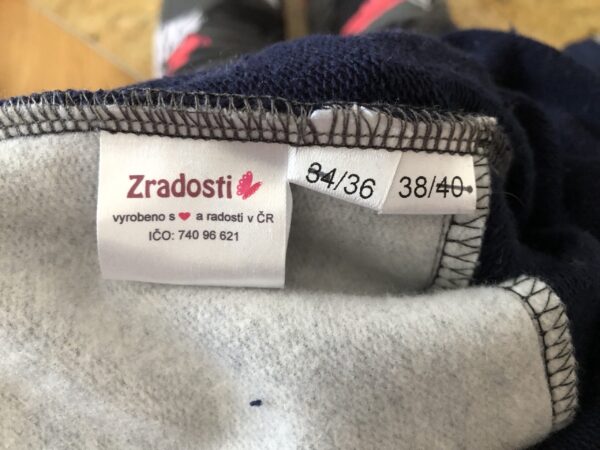 Zradosti
vyrobeno s ❤ a radosti v ČR
IČO: 740 96 621
34/36
38/40